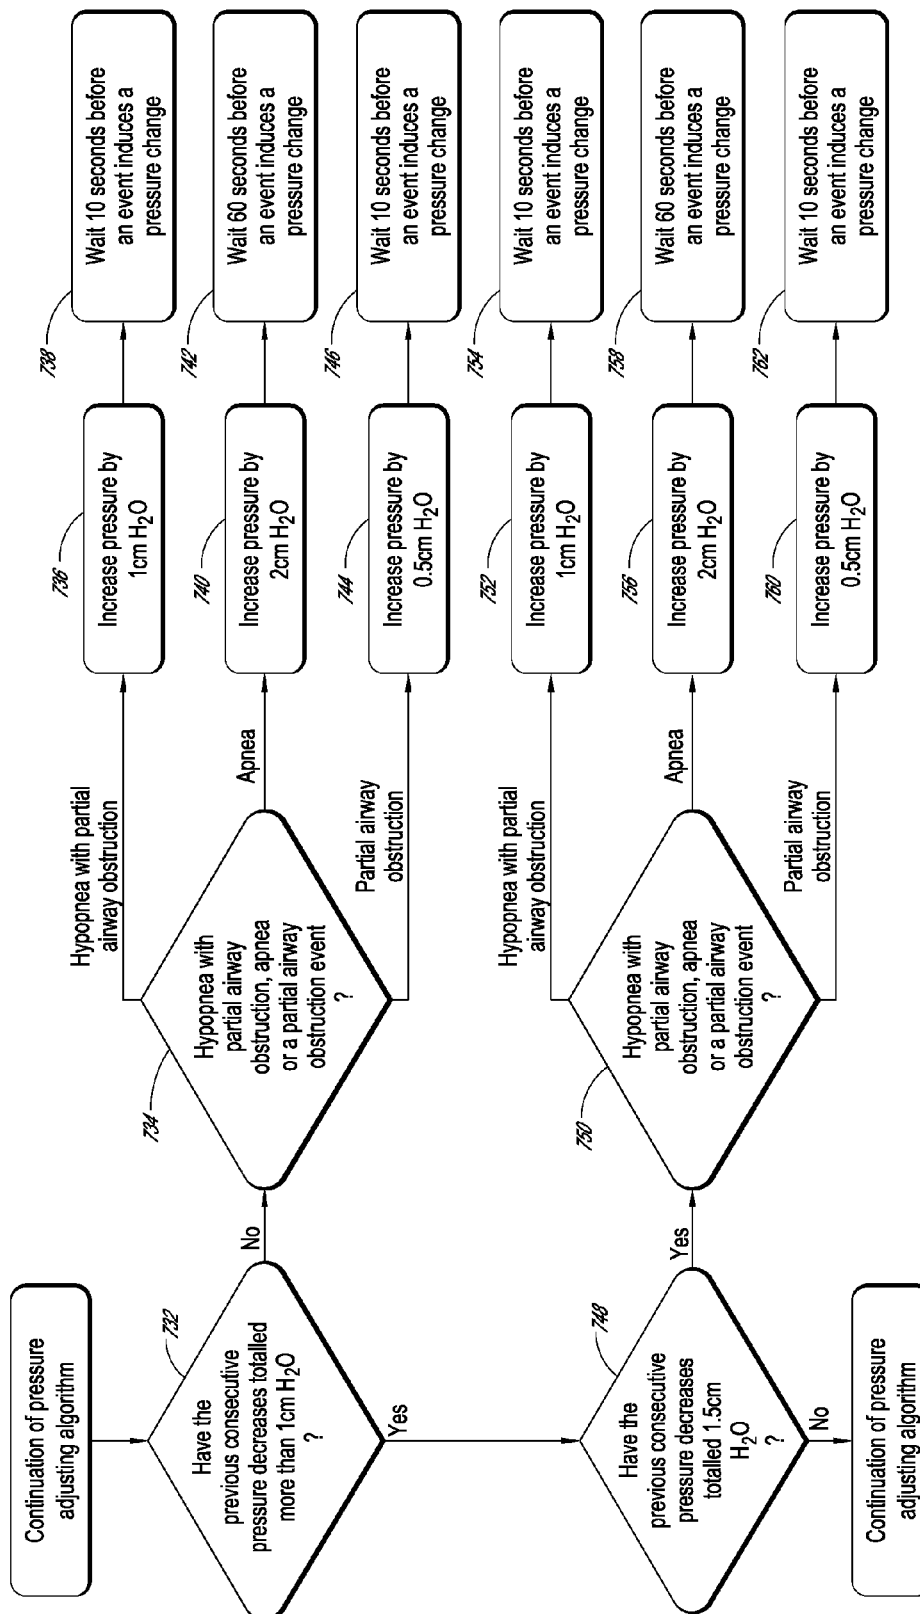 Continuation of pressure
adjusting algorithm
732
Have the
previous consecutive
pressure decreases totalled
more than 1cm H₂O
?
No
Yes
734
Hypopnea with
partial airway
obstruction, apnea
or a partial airway
obstruction event
?
Hypopnea with partial
airway obstruction
Apnea
Partial airway
obstruction
736
Increase pressure by
1cm H₂O
738
Wait 10 seconds before
an event induces a
pressure change
740
Increase pressure by
2cm H₂O
742
Wait 60 seconds before
an event induces a
pressure change
744
Increase pressure by
0.5cm H₂O
746
Wait 10 seconds before
an event induces a
pressure change
748
Have the
previous consecutive
pressure decreases
totalled 1.5cm
H₂O
?
Yes
No
750
Hypopnea with
partial airway
obstruction, apnea
or a partial airway
obstruction event
?
Hypopnea with partial
airway obstruction
Apnea
Partial airway
obstruction
752
Increase pressure by
1cm H₂O
754
Wait 10 seconds before
an event induces a
pressure change
756
Increase pressure by
2cm H₂O
758
Wait 60 seconds before
an event induces a
pressure change
760
Increase pressure by
0.5cm H₂O
762
Wait 10 seconds before
an event induces a
pressure change
Continuation of pressure
adjusting algorithm